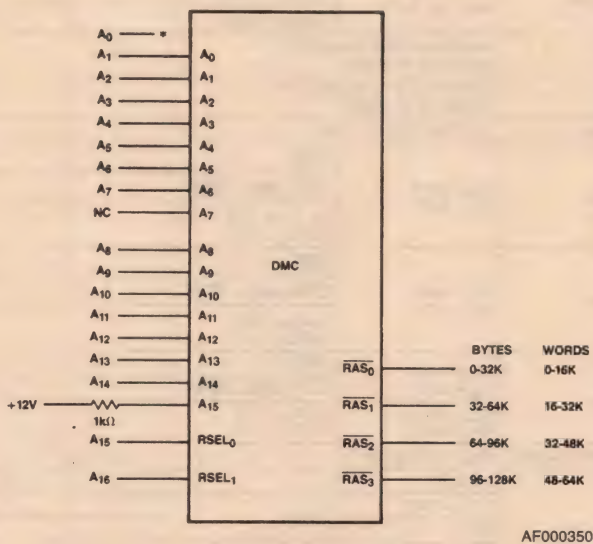 A0 *
A1 A0
A2 A1
A3 A2
A4 A3
A5 A4
A6 A5
A7 A6
NC A7
A8 A8
DMC
A9 A9
A10 A10
A11 A11
A12 A12
BYTES WORDS
A13 A13
RAS0 0-32K 0-16K
A14 A14
+12V 1kΩ A15
RAS1 32-64K 16-32K
A15 RSEL0
RAS2 64-96K 32-48K
A16 RSEL1
RAS3 96-128K 48-64K
AF000350